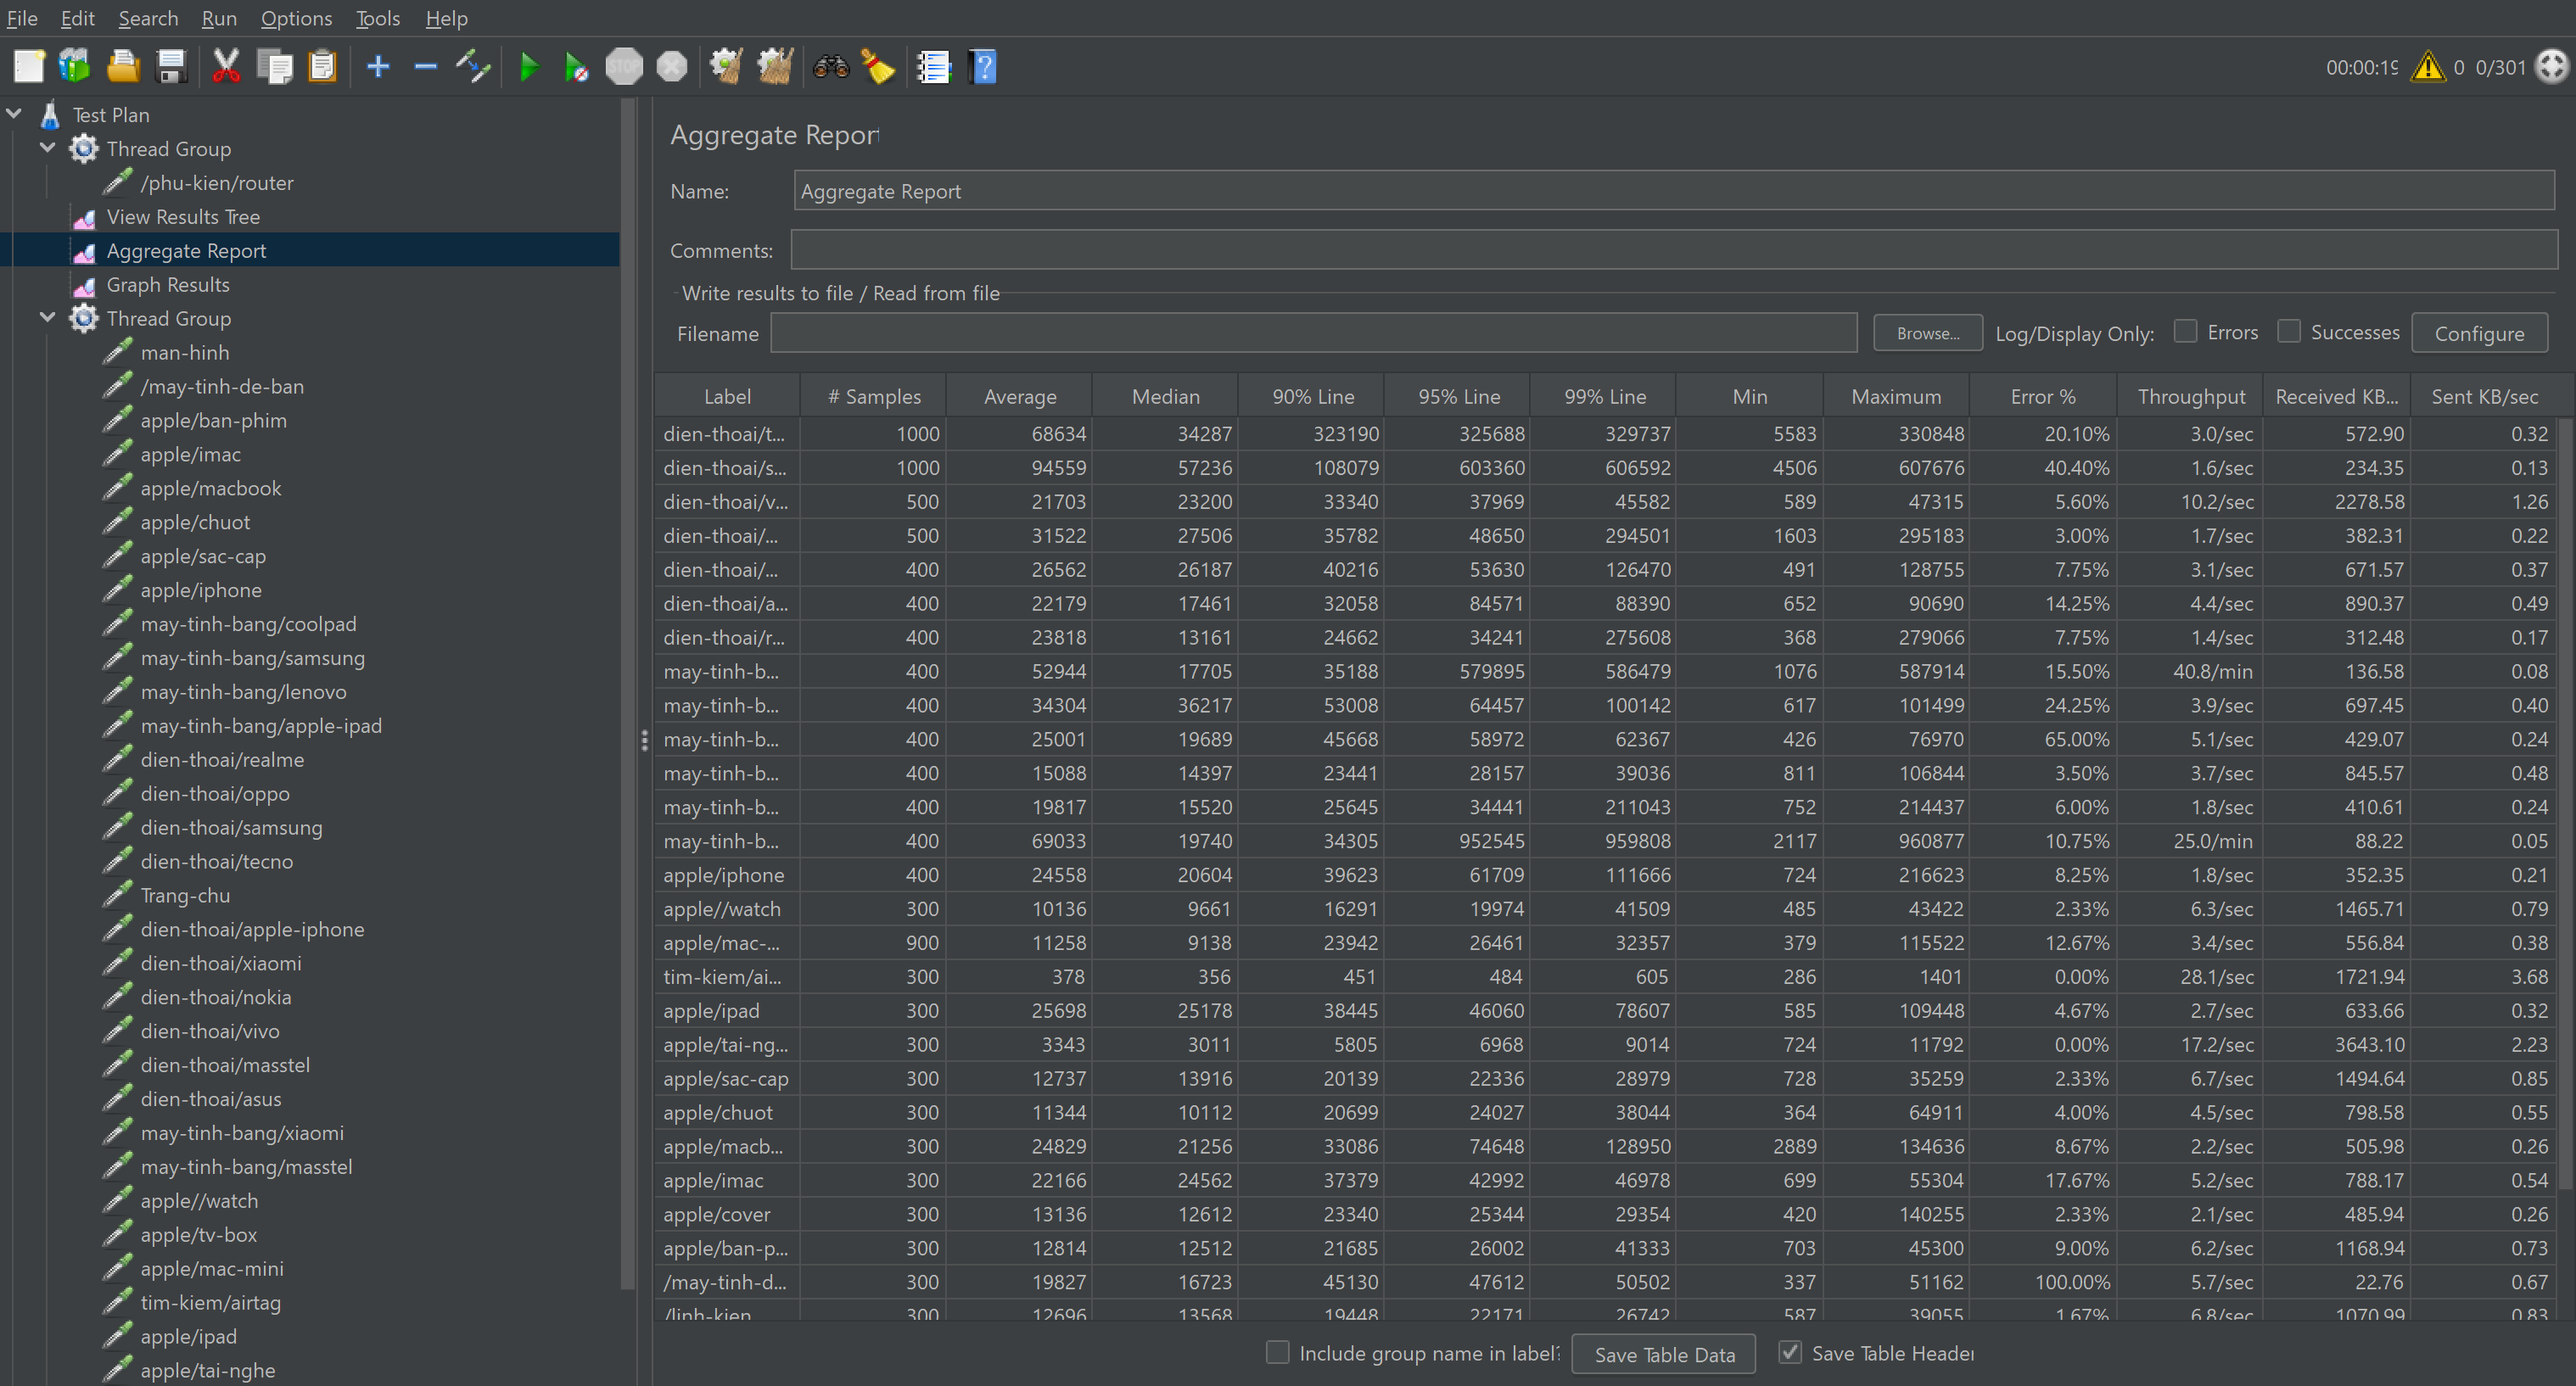 File Edit Search Run Options Tools Help
00:00:19 0 0/301
Test Plan
Thread Group
/phu-kien/router
View Results Tree
Aggregate Report
Graph Results
Thread Group
man-hinh
/may-tinh-de-ban
apple/ban-phim
apple/imac
apple/macbook
apple/chuot
apple/sac-cap
apple/iphone
may-tinh-bang/coolpad
may-tinh-bang/samsung
may-tinh-bang/lenovo
may-tinh-bang/apple-ipad
dien-thoai/realme
dien-thoai/oppo
dien-thoai/samsung
dien-thoai/tecno
Trang-chu
dien-thoai/apple-iphone
dien-thoai/xiaomi
dien-thoai/nokia
dien-thoai/vivo
dien-thoai/masstel
dien-thoai/asus
may-tinh-bang/xiaomi
may-tinh-bang/masstel
apple//watch
apple/tv-box
apple/mac-mini
tim-kiem/airtag
apple/ipad
apple/tai-nghe
Aggregate Report
Name: Aggregate Report
Comments:
Write results to file / Read from file
Filename Browse... Log/Display Only: Errors Successes Configure
Label # Samples Average Median 90% Line 95% Line 99% Line Min Maximum Error % Throughput Received KB... Sent KB/sec
dien-thoai/t... 1000 68634 34287 323190 325688 329737 5583 330848 20.10% 3.0/sec 572.90 0.32
dien-thoai/s... 1000 94559 57236 108079 603360 606592 4506 607676 40.40% 1.6/sec 234.35 0.13
dien-thoai/v... 500 21703 23200 33340 37969 45582 589 47315 5.60% 10.2/sec 2278.58 1.26
dien-thoai/... 500 31522 27506 35782 48650 294501 1603 295183 3.00% 1.7/sec 382.31 0.22
dien-thoai/... 400 26562 26187 40216 53630 126470 491 128755 7.75% 3.1/sec 671.57 0.37
dien-thoai/a... 400 22179 17461 32058 84571 88390 652 90690 14.25% 4.4/sec 890.37 0.49
dien-thoai/r... 400 23818 13161 24662 34241 275608 368 279066 7.75% 1.4/sec 312.48 0.17
may-tinh-b... 400 52944 17705 35188 579895 586479 1076 587914 15.50% 40.8/min 136.58 0.08
may-tinh-b... 400 34304 36217 53008 64457 100142 617 101499 24.25% 3.9/sec 697.45 0.40
may-tinh-b... 400 25001 19689 45668 58972 62367 426 76970 65.00% 5.1/sec 429.07 0.24
may-tinh-b... 400 15088 14397 23441 28157 39036 811 106844 3.50% 3.7/sec 845.57 0.48
may-tinh-b... 400 19817 15520 25645 34441 211043 752 214437 6.00% 1.8/sec 410.61 0.24
may-tinh-b... 400 69033 19740 34305 952545 959808 2117 960877 10.75% 25.0/min 88.22 0.05
apple/iphone 400 24558 20604 39623 61709 111666 724 216623 8.25% 1.8/sec 352.35 0.21
apple//watch 300 10136 9661 16291 19974 41509 485 43422 2.33% 6.3/sec 1465.71 0.79
apple/mac-... 900 11258 9138 23942 26461 32357 379 115522 12.67% 3.4/sec 556.84 0.38
tim-kiem/ai... 300 378 356 451 484 605 286 1401 0.00% 28.1/sec 1721.94 3.68
apple/ipad 300 25698 25178 38445 46060 78607 585 109448 4.67% 2.7/sec 633.66 0.32
apple/tai-ng... 300 3343 3011 5805 6968 9014 724 11792 0.00% 17.2/sec 3643.10 2.23
apple/sac-cap 300 12737 13916 20139 22336 28979 728 35259 2.33% 6.7/sec 1494.64 0.85
apple/chuot 300 11344 10112 20699 24027 38044 364 64911 4.00% 4.5/sec 798.58 0.55
apple/macb... 300 24829 21256 33086 74648 128950 2889 134636 8.67% 2.2/sec 505.98 0.26
apple/imac 300 22166 24562 37379 42992 46978 699 55304 17.67% 5.2/sec 788.17 0.54
apple/cover 300 13136 12612 23340 25344 29354 420 140255 2.33% 2.1/sec 485.94 0.26
apple/ban-p... 300 12814 12512 21685 26002 41333 703 45300 9.00% 6.2/sec 1168.94 0.73
/may-tinh-d... 300 19827 16723 45130 47612 50502 337 51162 100.00% 5.7/sec 22.76 0.67
/linh-kien 300 12696 13568 19448 22171 26742 587 39055 1.67% 6.8/sec 1070.99 0.83
Include group name in label? Save Table Data Save Table Header